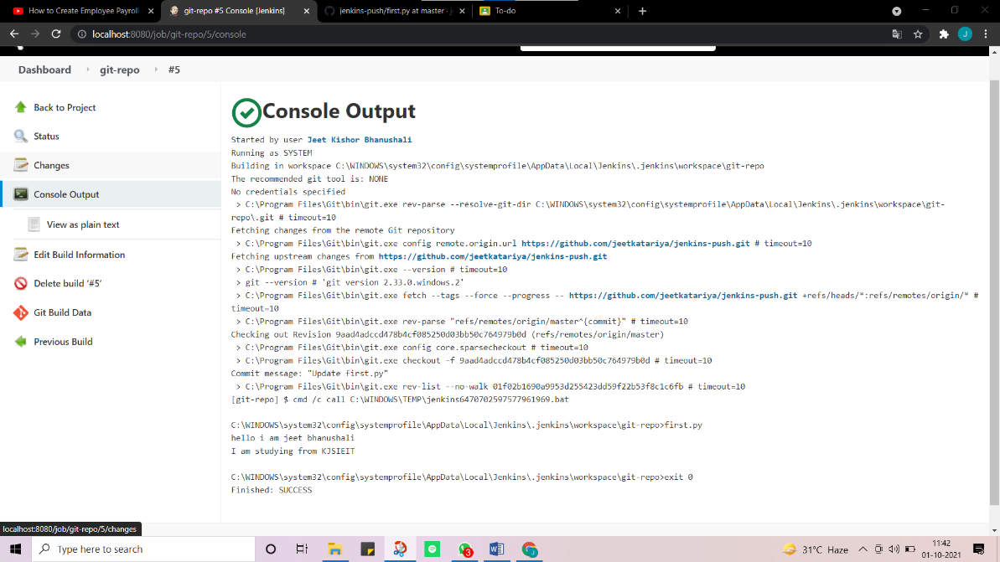 How to Create Employee Payroll
git-repo #5 Console [Jenkins]
jenkins-push/first.py at master · j
To-do
localhost:8080/job/git-repo/5/console
J
Dashboard
git-repo
#5
Back to Project
Status
Changes
Console Output
View as plain text
Edit Build Information
Delete build ‘#5’
Git Build Data
Previous Build
Console Output
Started by user Jeet Kishor Bhanushali
Running as SYSTEM
Building in workspace C:\WINDOWS\system32\config\systemprofile\AppData\Local\Jenkins\.jenkins\workspace\git-repo
The recommended git tool is: NONE
No credentials specified
> C:\Program Files\Git\bin\git.exe rev-parse --resolve-git-dir C:\WINDOWS\system32\config\systemprofile\AppData\Local\Jenkins\.jenkins\workspace\git-
repo\.git # timeout=10
Fetching changes from the remote Git repository
> C:\Program Files\Git\bin\git.exe config remote.origin.url https://github.com/jeetkatariya/jenkins-push.git # timeout=10
Fetching upstream changes from https://github.com/jeetkatariya/jenkins-push.git
> C:\Program Files\Git\bin\git.exe --version # timeout=10
> git --version # 'git version 2.33.0.windows.2'
> C:\Program Files\Git\bin\git.exe fetch --tags --force --progress -- https://github.com/jeetkatariya/jenkins-push.git +refs/heads/*:refs/remotes/origin/* #
timeout=10
> C:\Program Files\Git\bin\git.exe rev-parse "refs/remotes/origin/master^{commit}" # timeout=10
Checking out Revision 9aad4adccd478b4cf085250d03bb50c764979b0d (refs/remotes/origin/master)
> C:\Program Files\Git\bin\git.exe config core.sparsecheckout # timeout=10
> C:\Program Files\Git\bin\git.exe checkout -f 9aad4adccd478b4cf085250d03bb50c764979b0d # timeout=10
Commit message: "Update first.py"
> C:\Program Files\Git\bin\git.exe rev-list --no-walk 01f02b1690a9953d255423dd59f22b53f8c1c6fb # timeout=10
[git-repo] $ cmd /c call C:\WINDOWS\TEMP\jenkins6470702597577961969.bat
C:\WINDOWS\system32\config\systemprofile\AppData\Local\Jenkins\.jenkins\workspace\git-repo>first.py
hello i am jeet bhanushali
I am studying from KJSIEIT
C:\WINDOWS\system32\config\systemprofile\AppData\Local\Jenkins\.jenkins\workspace\git-repo>exit 0
Finished: SUCCESS
localhost:8080/job/git-repo/5/changes
Type here to search
3
31°C Haze
11:42
01-10-2021